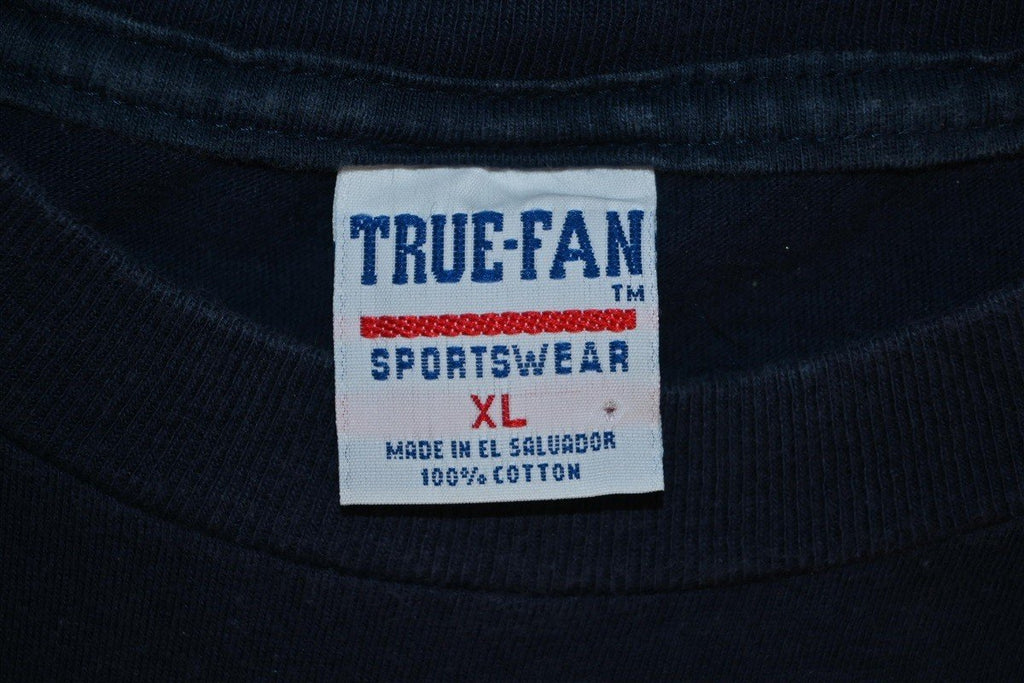 TRUE-FAN
TM
SPORTSWEAR
XL
MADE IN EL SALVADOR
100% COTTON